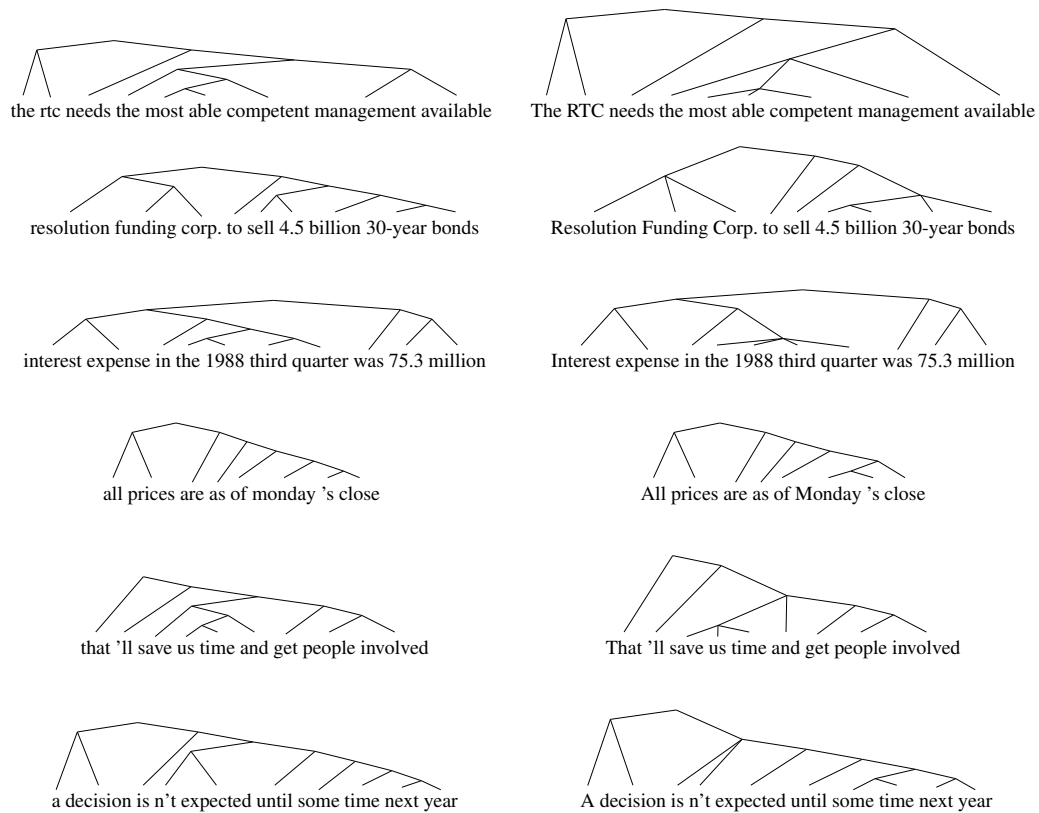 the rtc needs the most able competent management available
The RTC needs the most able competent management available
resolution funding corp. to sell 4.5 billion 30-year bonds
Resolution Funding Corp. to sell 4.5 billion 30-year bonds
interest expense in the 1988 third quarter was 75.3 million
Interest expense in the 1988 third quarter was 75.3 million
all prices are as of monday ’s close
All prices are as of Monday ’s close
that ’ll save us time and get people involved
That ’ll save us time and get people involved
a decision is n’t expected until some time next year
A decision is n’t expected until some time next year